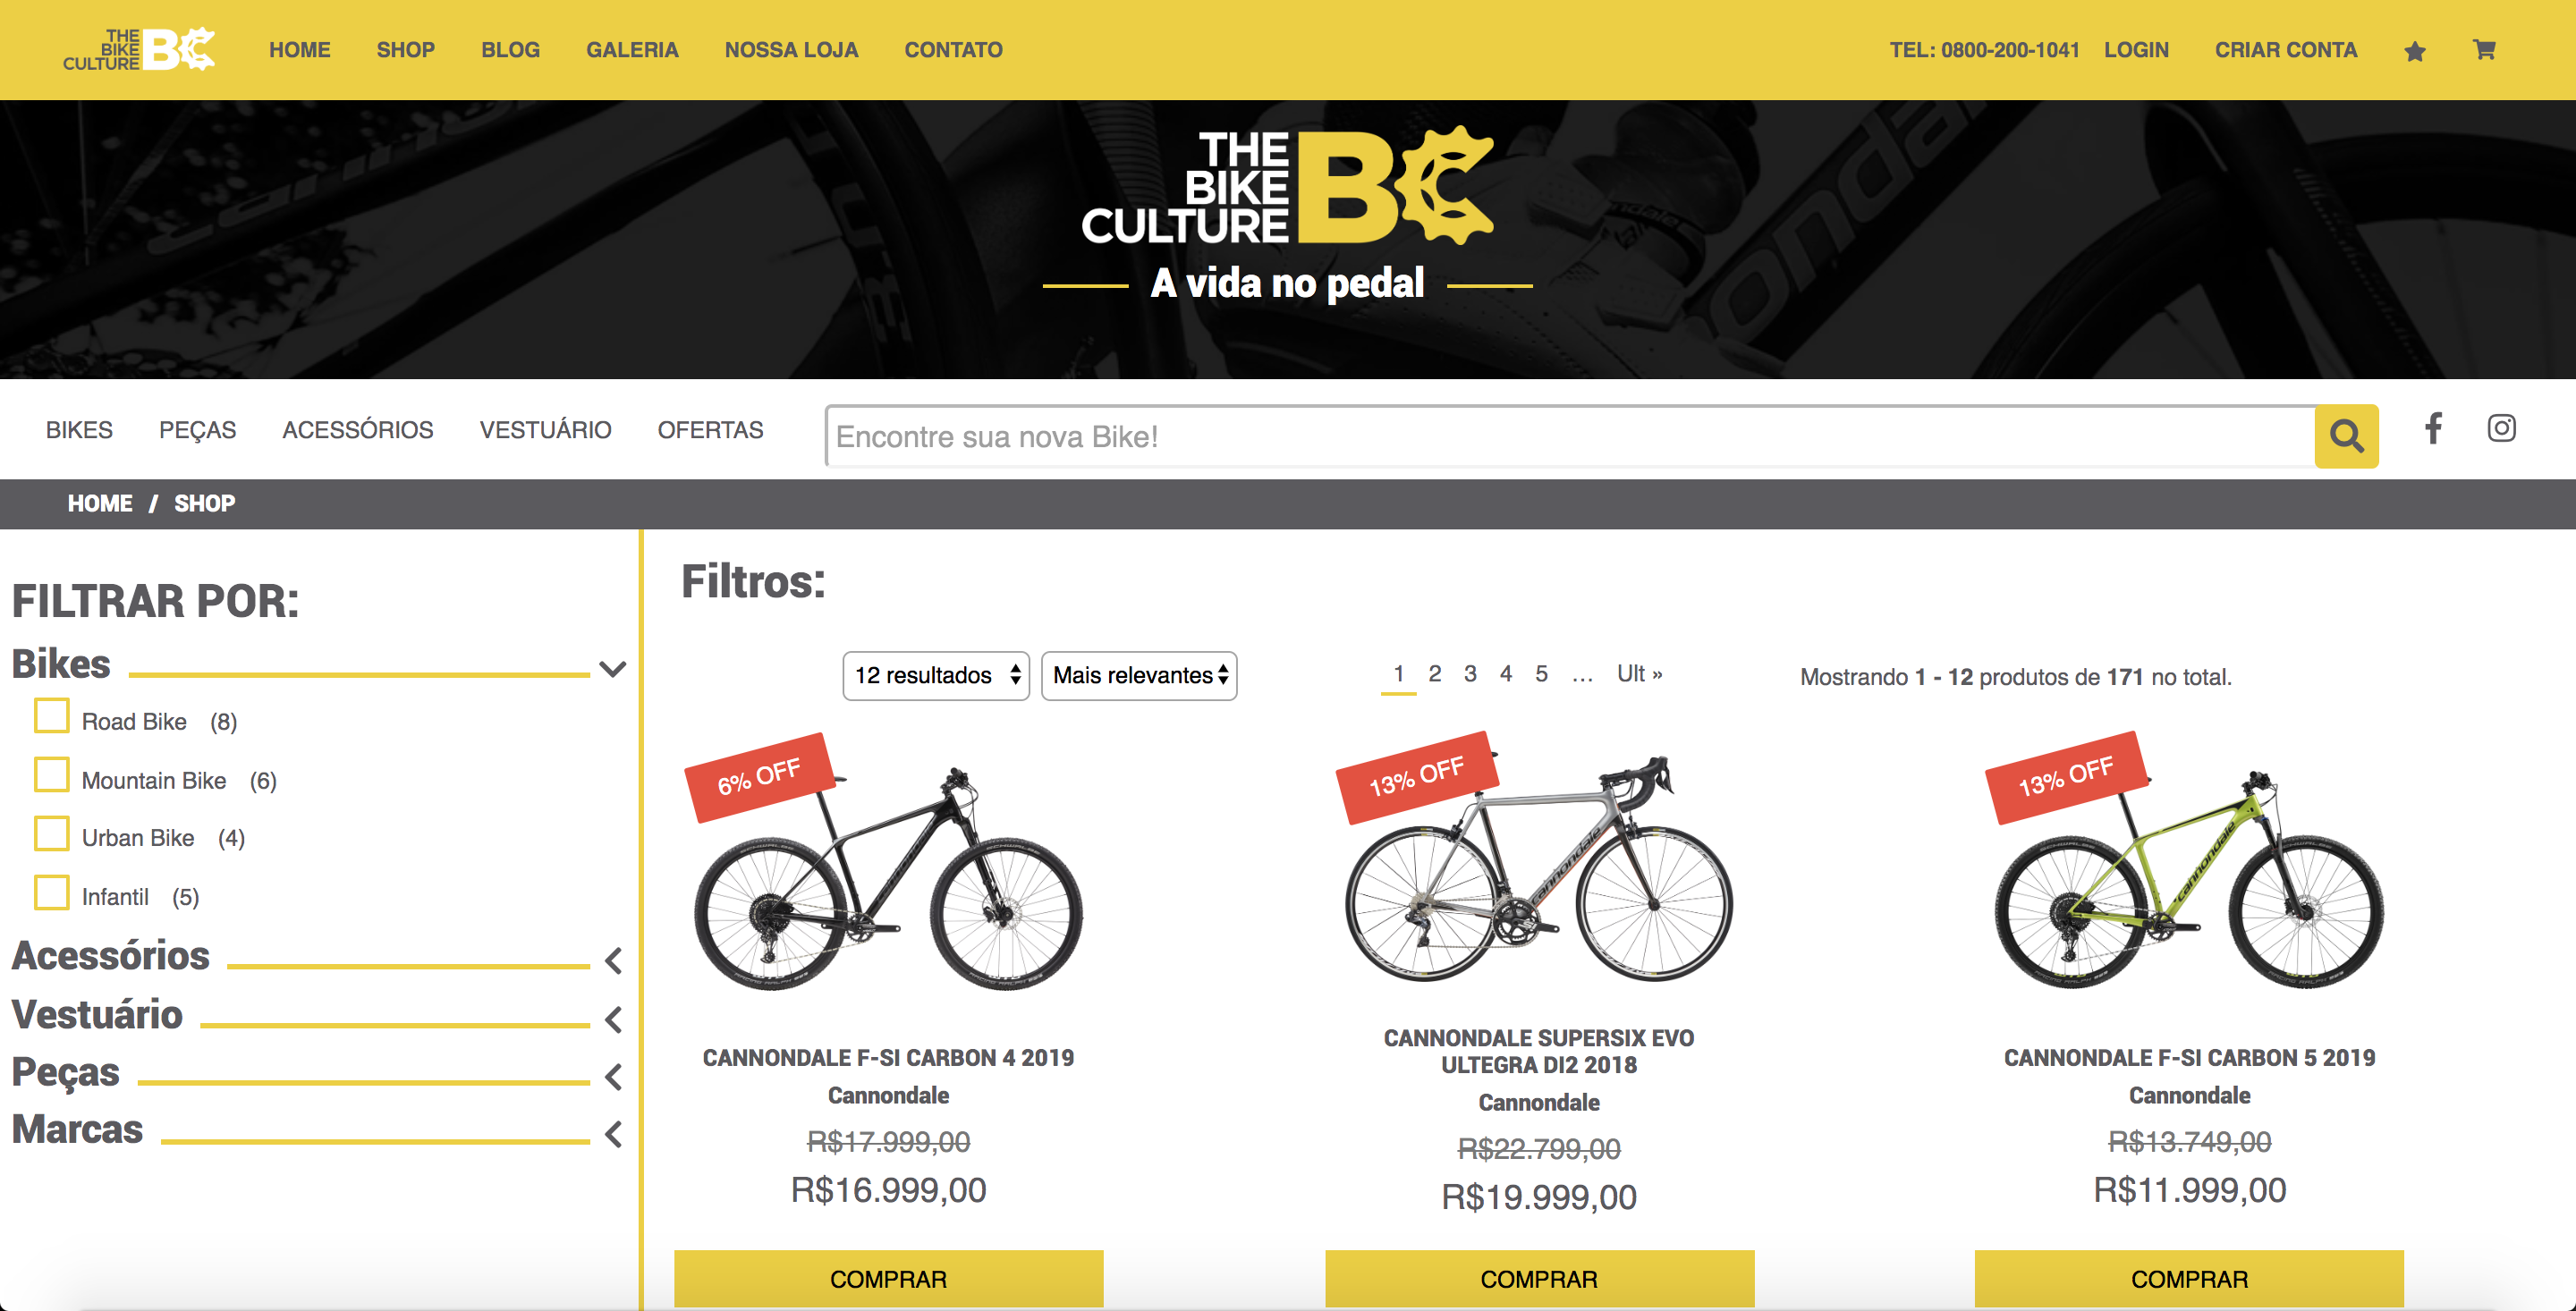 THE
BIKE
CULTURE BC
HOME SHOP BLOG GALERIA NOSSA LOJA CONTATO
TEL: 0800-200-1041 LOGIN CRIAR CONTA
THE
BIKE
CULTURE BC
A vida no pedal
BIKES PEÇAS ACESSÓRIOS VESTUÁRIO OFERTAS
Encontre sua nova Bike!
HOME / SHOP
FILTRAR POR:
Bikes
Road Bike (8)
Mountain Bike (6)
Urban Bike (4)
Infantil (5)
Acessórios
Vestuário
Peças
Marcas
Filtros:
12 resultados
Mais relevantes
1 2 3 4 5 ... Ult »
Mostrando 1 - 12 produtos de 171 no total.
6% OFF
CANNONDALE F-SI CARBON 4 2019
Cannondale
R$17.999,00
R$16.999,00
COMPRAR
13% OFF
cannondale
CANNONDALE SUPERSIX EVO
ULTEGRA DI2 2018
Cannondale
R$22.799,00
R$19.999,00
COMPRAR
13% OFF
cannondale
CANNONDALE F-SI CARBON 5 2019
Cannondale
R$13.749,00
R$11.999,00
COMPRAR